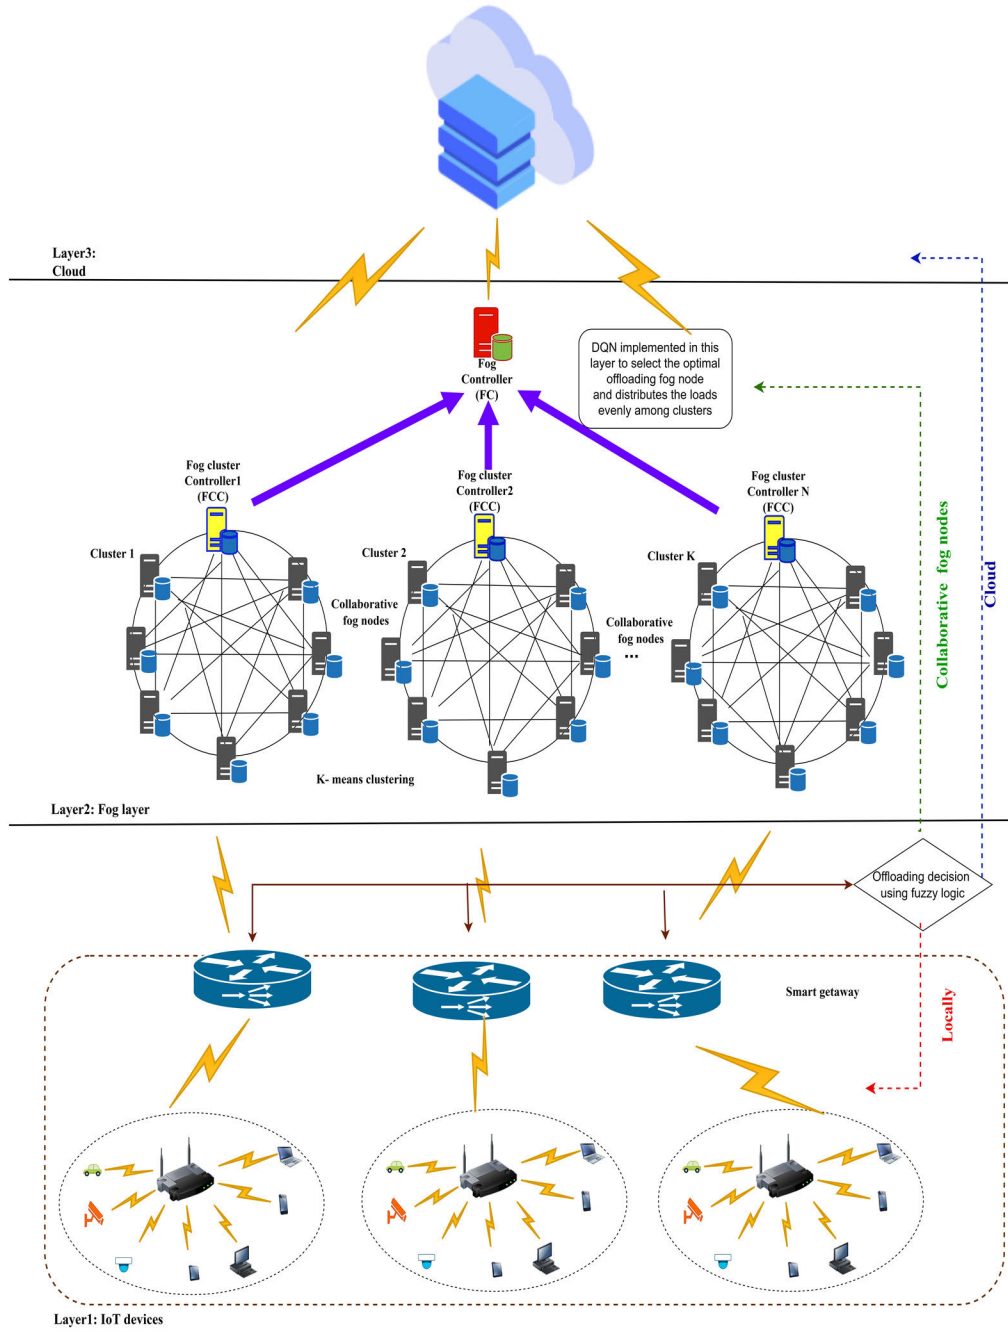 Layer3:
Cloud
Fog
Controller
(FC)
DQN implemented in this
layer to select the optimal
offloading fog node
and distributes the loads
evenly among clusters
Fog cluster
Controller1
(FCC)
Fog cluster
Controller2
(FCC)
Fog cluster
Controller N
(FCC)
Cluster 1
Cluster 2
Cluster K
Collaborative
fog nodes
Collaborative
fog nodes
...
K- means clustering
Collaborative fog nodes
Cloud
Layer2: Fog layer
Offloading decision
using fuzzy logic
Smart getaway
Locally
Layer1: IoT devices